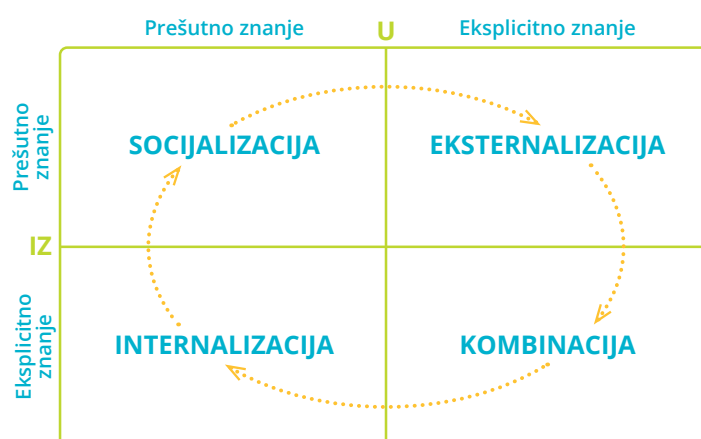 Prešutno znanje
U
Eksplicitno znanje
Prešutno
znanje
SOCIJALIZACIJA
EKSTERNALIZACIJA
IZ
Eksplicitno
znanje
INTERNALIZACIJA
KOMBINACIJA